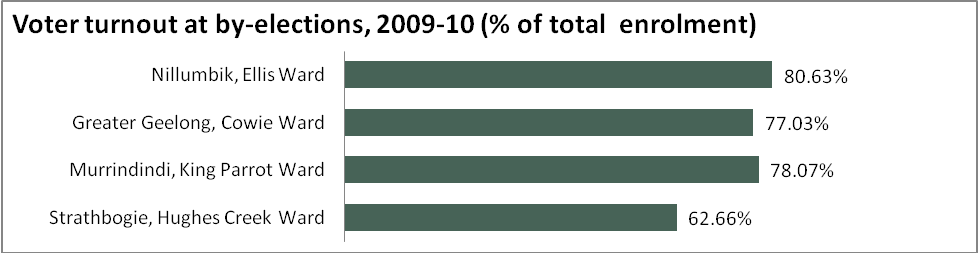 Voter turnout at by-elections, 2009-10 (% of total enrolment)
Nillumbik, Ellis Ward 80.63%
Greater Geelong, Cowie Ward 77.03%
Murrindindi, King Parrot Ward 78.07%
Strathbogie, Hughes Creek Ward 62.66%